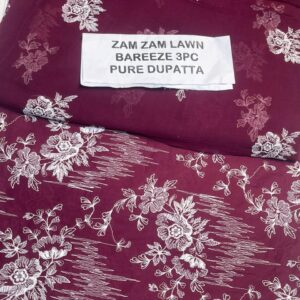 ZAM ZAM LAWN
BAREEZE 3PC
PURE DUPATTA